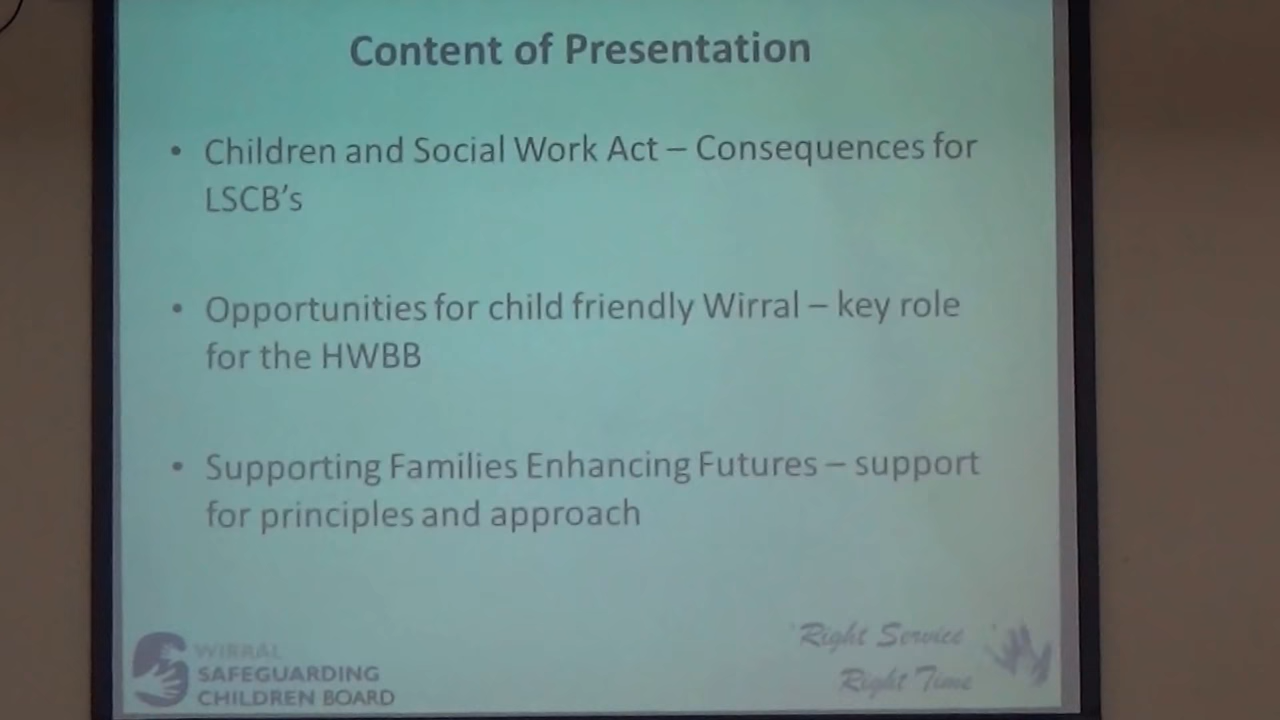 Content of Presentation
• Children and Social Work Act – Consequences for
LSCB's
• Opportunities for child friendly Wirral – key role
for the HWBB
• Supporting Families Enhancing Futures – support
for principles and approach
WIRRAL
SAFEGUARDING
CHILDREN BOARD
'Right Service
Right Time